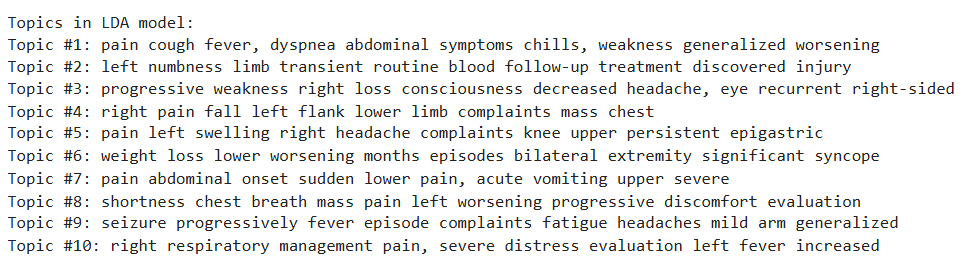 Topics in LDA model:
Topic #1: pain cough fever, dyspnea abdominal symptoms chills, weakness generalized worsening
Topic #2: left numbness limb transient routine blood follow-up treatment discovered injury
Topic #3: progressive weakness right loss consciousness decreased headache, eye recurrent right-sided
Topic #4: right pain fall left flank lower limb complaints mass chest
Topic #5: pain left swelling right headache complaints knee upper persistent epigastric
Topic #6: weight loss lower worsening months episodes bilateral extremity significant syncope
Topic #7: pain abdominal onset sudden lower pain, acute vomiting upper severe
Topic #8: shortness chest breath mass pain left worsening progressive discomfort evaluation
Topic #9: seizure progressively fever episode complaints fatigue headaches mild arm generalized
Topic #10: right respiratory management pain, severe distress evaluation left fever increased